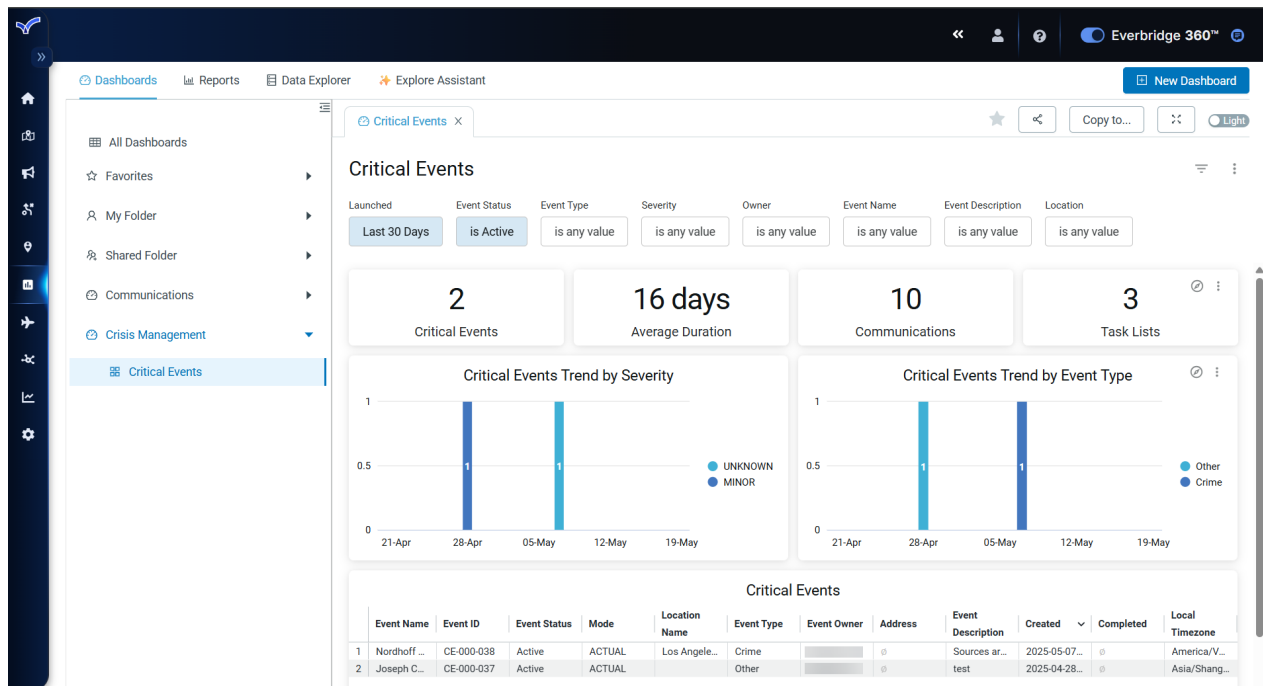 Everbridge 360™
Dashboards Reports Data Explorer Explore Assistant New Dashboard
All Dashboards
Favorites
My Folder
Shared Folder
Communications
Crisis Management
Critical Events
Critical Events X Copy to... Light
Critical Events
Launched Event Status Event Type Severity Owner Event Name Event Description Location
Last 30 Days is Active is any value is any value is any value is any value is any value is any value
2 16 days 10 3
Critical Events Average Duration Communications Task Lists
Critical Events Trend by Severity
1
0.5
0
1 1
21-Apr 28-Apr 05-May 12-May 19-May
UNKNOWN
MINOR
Critical Events Trend by Event Type
1
0.5
0
1 1
21-Apr 28-Apr 05-May 12-May 19-May
Other
Crime
Critical Events
Event Name Event ID Event Status Mode Location Name Event Type Event Owner Address Event Description Created Completed Local Timezone
1 Nordhoff ... CE-000-038 Active ACTUAL Los Angele... Crime ∅ Sources ar... 2025-05-07... ∅ America/V...
2 Joseph C... CE-000-037 Active ACTUAL Other ∅ test 2025-04-28... ∅ Asia/Shang...